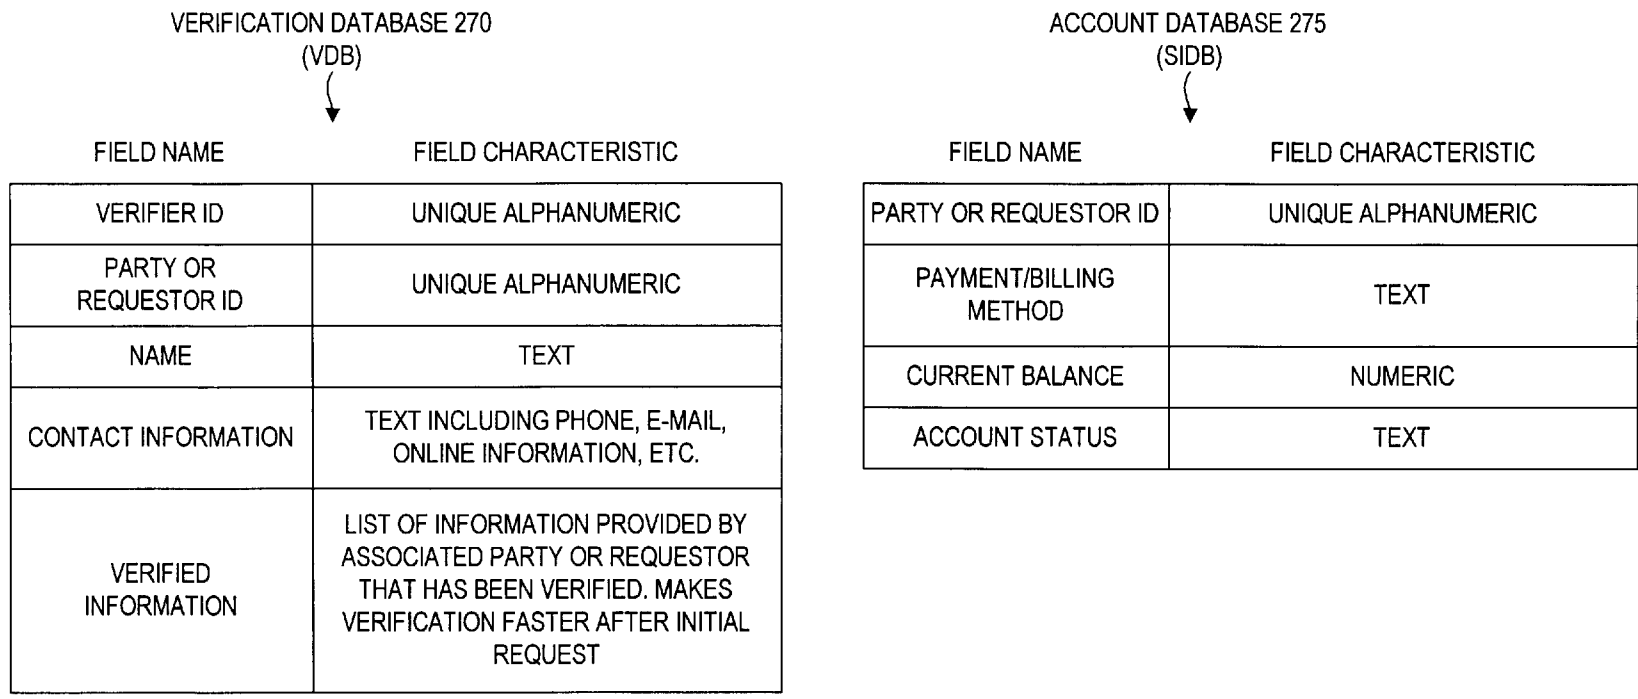 VERIFICATION DATABASE 270
(VDB)
FIELD NAME
FIELD CHARACTERISTIC
VERIFIER ID
UNIQUE ALPHANUMERIC
PARTY OR
REQUESTOR ID
UNIQUE ALPHANUMERIC
NAME
TEXT
CONTACT INFORMATION
TEXT INCLUDING PHONE, E-MAIL,
ONLINE INFORMATION, ETC.
VERIFIED
INFORMATION
LIST OF INFORMATION PROVIDED BY
ASSOCIATED PARTY OR REQUESTOR
THAT HAS BEEN VERIFIED. MAKES
VERIFICATION FASTER AFTER INITIAL
REQUEST
ACCOUNT DATABASE 275
(SIDB)
FIELD NAME
FIELD CHARACTERISTIC
PARTY OR REQUESTOR ID
UNIQUE ALPHANUMERIC
PAYMENT/BILLING
METHOD
TEXT
CURRENT BALANCE
NUMERIC
ACCOUNT STATUS
TEXT